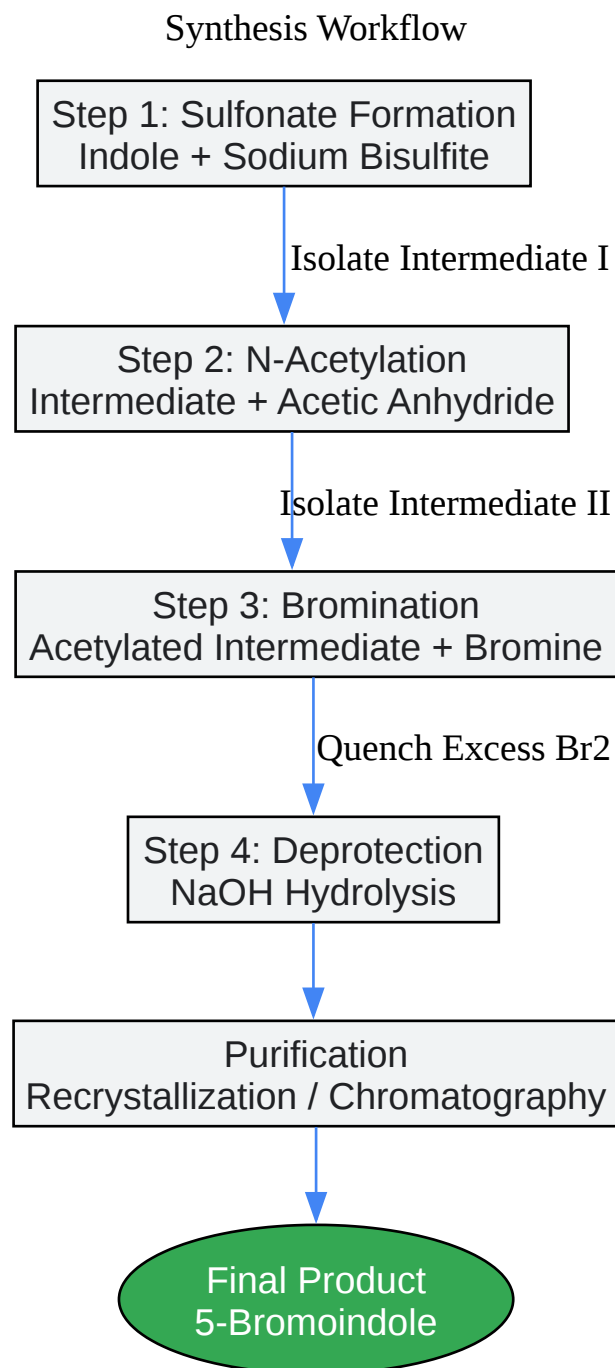 Synthesis Workflow
Step 1: Sulfonate Formation
Indole + Sodium Bisulfite
Isolate Intermediate I
Step 2: N-Acetylation
Intermediate + Acetic Anhydride
Isolate Intermediate II
Step 3: Bromination
Acetylated Intermediate + Bromine
Quench Excess Br2
Step 4: Deprotection
NaOH Hydrolysis
Purification
Recrystallization / Chromatography
Final Product
5-Bromoindole